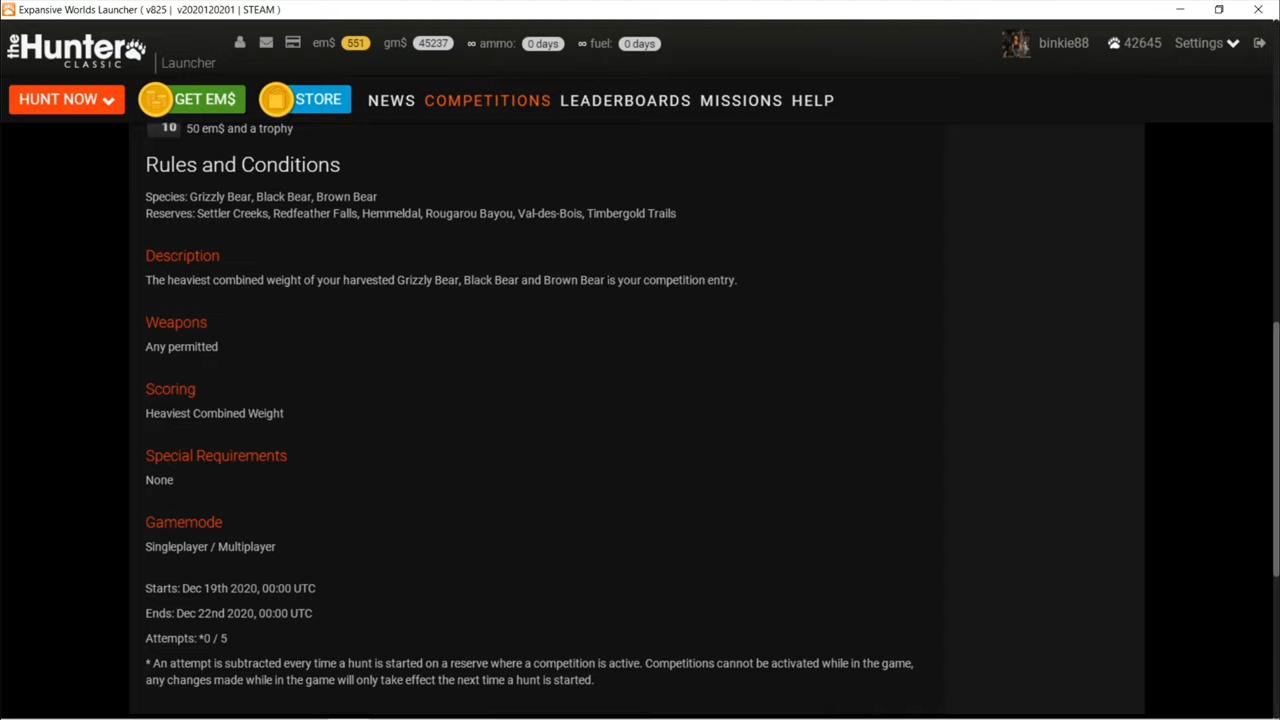 Expansive Worlds Launcher ( v825 | v2020120201 | STEAM )
theHunter CLASSIC | Launcher
em$ 551 gm$ 45237 ∞ ammo: 0 days ∞ fuel: 0 days
binkie88 42645 Settings
HUNT NOW GET EM$ STORE NEWS COMPETITIONS LEADERBOARDS MISSIONS HELP
10 50 em$ and a trophy
Rules and Conditions
Species: Grizzly Bear, Black Bear, Brown Bear
Reserves: Settler Creeks, Redfeather Falls, Hemmeldal, Rougarou Bayou, Val-des-Bois, Timbergold Trails
Description
The heaviest combined weight of your harvested Grizzly Bear, Black Bear and Brown Bear is your competition entry.
Weapons
Any permitted
Scoring
Heaviest Combined Weight
Special Requirements
None
Gamemode
Singleplayer / Multiplayer
Starts: Dec 19th 2020, 00:00 UTC
Ends: Dec 22nd 2020, 00:00 UTC
Attempts: *0 / 5
* An attempt is subtracted every time a hunt is started on a reserve where a competition is active. Competitions cannot be activated while in the game,
any changes made while in the game will only take effect the next time a hunt is started.